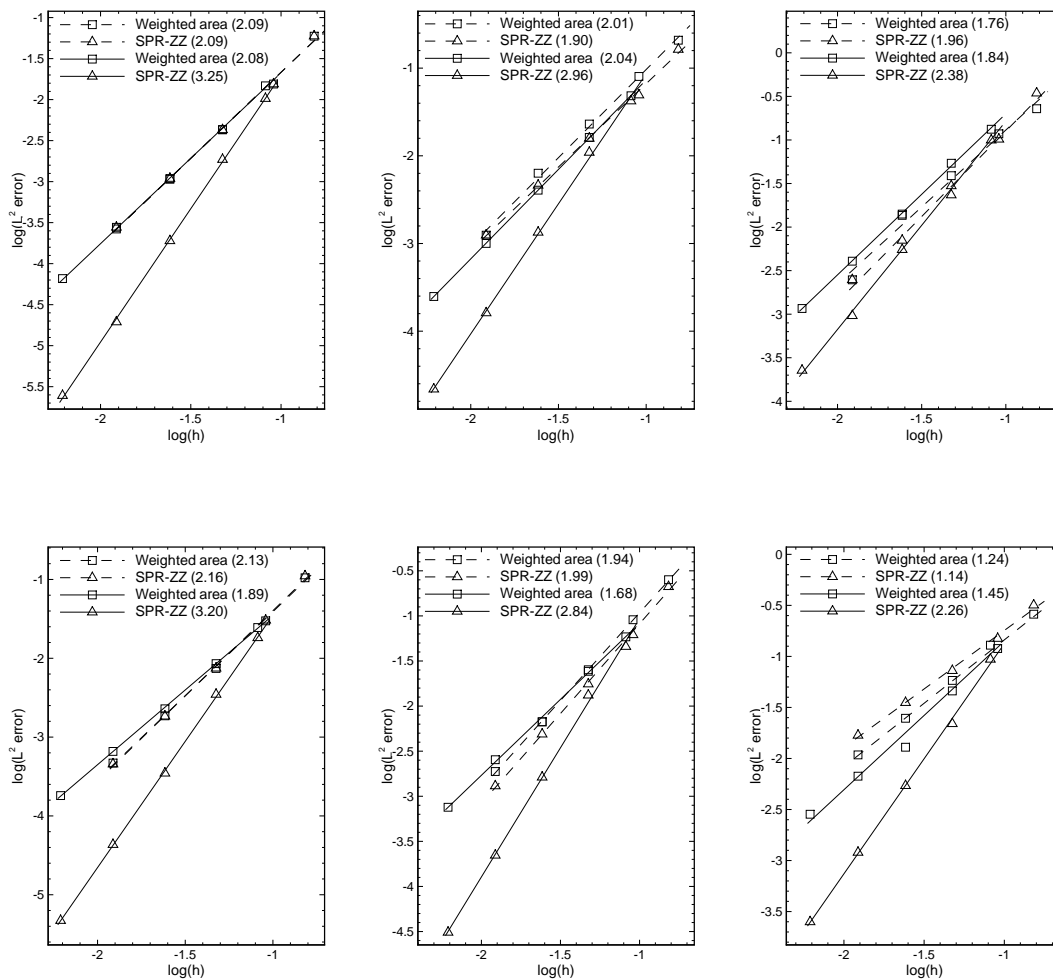 Weighted area (2.09)
SPR-ZZ (2.09)
Weighted area (2.08)
SPR-ZZ (3.25)
-1
-1.5
-2
-2.5
-3
-3.5
-4
-4.5
-5
-5.5
log(L² error)
-2
-1.5
-1
log(h)
Weighted area (2.01)
SPR-ZZ (1.90)
Weighted area (2.04)
SPR-ZZ (2.96)
-1
-2
-3
-4
log(L² error)
-2
-1.5
-1
log(h)
Weighted area (1.76)
SPR-ZZ (1.96)
Weighted area (1.84)
SPR-ZZ (2.38)
0
-0.5
-1
-1.5
-2
-2.5
-3
-3.5
-4
log(L² error)
-2
-1.5
-1
log(h)
Weighted area (2.13)
SPR-ZZ (2.16)
Weighted area (1.89)
SPR-ZZ (3.20)
-1
-2
-3
-4
-5
log(L² error)
-2
-1.5
-1
log(h)
Weighted area (1.94)
SPR-ZZ (1.99)
Weighted area (1.68)
SPR-ZZ (2.84)
-0.5
-1
-1.5
-2
-2.5
-3
-3.5
-4
-4.5
log(L² error)
-2
-1.5
-1
log(h)
Weighted area (1.24)
SPR-ZZ (1.14)
Weighted area (1.45)
SPR-ZZ (2.26)
0
-0.5
-1
-1.5
-2
-2.5
-3
-3.5
log(L² error)
-2
-1.5
-1
log(h)